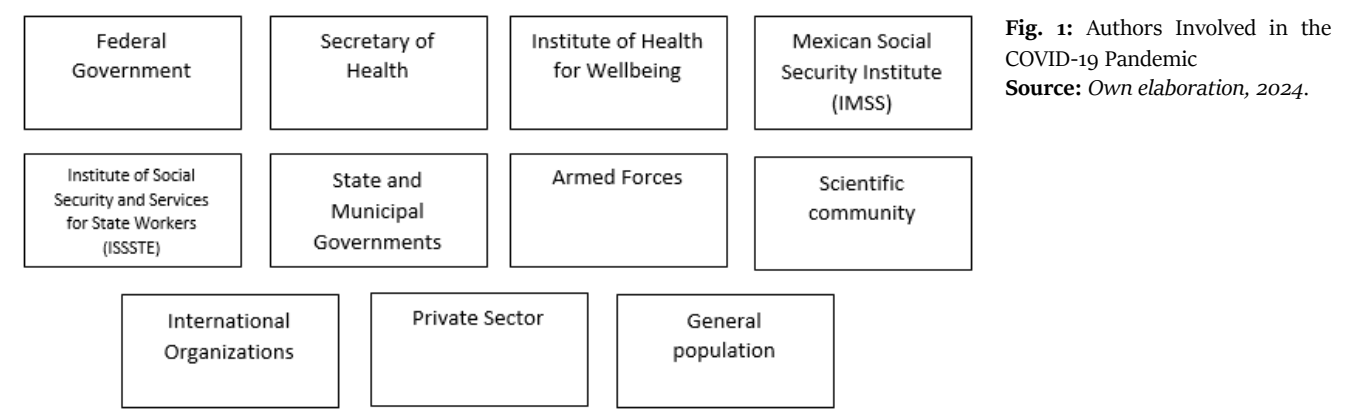 Federal
Government
Secretary of
Health
Institute of Health
for Wellbeing
Mexican Social
Security Institute
(IMSS)
Fig. 1: Authors Involved in the
COVID-19 Pandemic
Source: Own elaboration, 2024.
Institute of Social
Security and Services
for State Workers
(ISSSTE)
State and
Municipal
Governments
Armed Forces
Scientific
community
International
Organizations
Private Sector
General
population